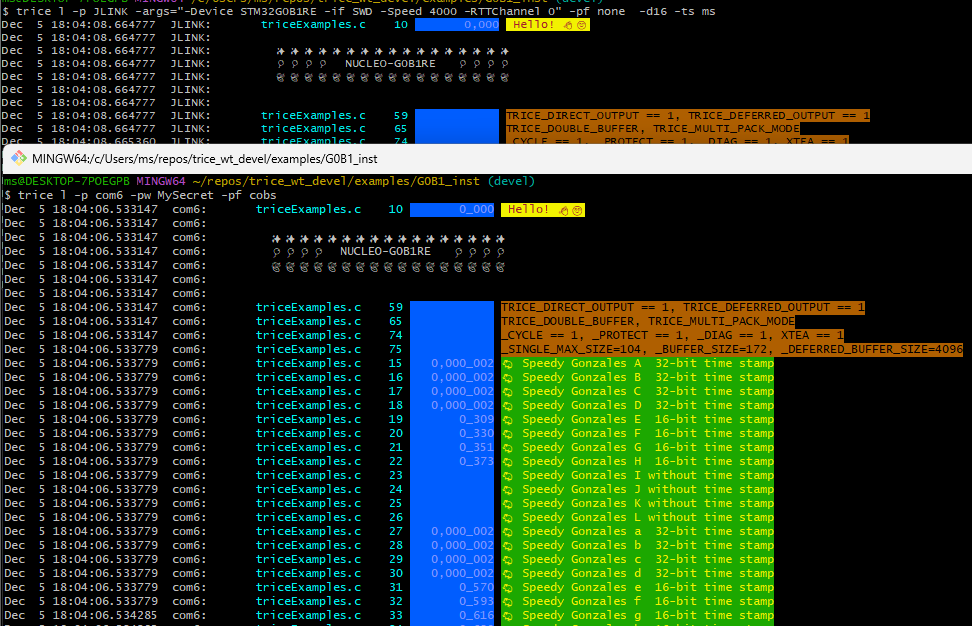 $ trice l -p JLINK -args="-Device STM32G0B1RE -if SWD -Speed 4000 -RTTChannel 0" -pf none  -d16 -ts ms
Dec  5 18:04:08.664777  JLINK:       triceExamples.c    10        0,000  Hello! 👋🙂
Dec  5 18:04:08.664777  JLINK:
Dec  5 18:04:08.664777  JLINK:         ✨ ✨ ✨ ✨ ✨ ✨ ✨ ✨ ✨ ✨ ✨ ✨ ✨ ✨ ✨ ✨ ✨
Dec  5 18:04:08.664777  JLINK:                   NUCLEO-G0B1RE
Dec  5 18:04:08.664777  JLINK:
Dec  5 18:04:08.664777  JLINK:
Dec  5 18:04:08.664777  JLINK:
Dec  5 18:04:08.664777  JLINK:       triceExamples.c    59               TRICE_DIRECT_OUTPUT == 1, TRICE_DEFERRED_OUTPUT == 1
Dec  5 18:04:08.664777  JLINK:       triceExamples.c    65               TRICE_DOUBLE_BUFFER, TRICE_MULTI_PACK_MODE
Dec  5 18:04:08.665360  JLINK:       triceExamples.c    74               _CYCLE == 1, _PROTECT == 1, _DIAG == 1, XTEA == 1
MINGW64:/c/Users/ms/repos/trice_wt_devel/examples/G0B1_inst
ms@DESKTOP-7POEGPB MINGW64 ~/repos/trice_wt_devel/examples/G0B1_inst (devel)
$ trice l -p com6 -pw MySecret -pf cobs
Dec  5 18:04:06.533147  com6:       triceExamples.c    10        0_000  Hello! 👋🙂
Dec  5 18:04:06.533147  com6:
Dec  5 18:04:06.533147  com6:         ✨ ✨ ✨ ✨ ✨ ✨ ✨ ✨ ✨ ✨ ✨ ✨ ✨ ✨ ✨ ✨ ✨
Dec  5 18:04:06.533147  com6:                   NUCLEO-G0B1RE
Dec  5 18:04:06.533147  com6:
Dec  5 18:04:06.533147  com6:
Dec  5 18:04:06.533147  com6:
Dec  5 18:04:06.533147  com6:       triceExamples.c    59               TRICE_DIRECT_OUTPUT == 1, TRICE_DEFERRED_OUTPUT == 1
Dec  5 18:04:06.533147  com6:       triceExamples.c    65               TRICE_DOUBLE_BUFFER, TRICE_MULTI_PACK_MODE
Dec  5 18:04:06.533147  com6:       triceExamples.c    74               _CYCLE == 1, _PROTECT == 1, _DIAG == 1, XTEA == 1
Dec  5 18:04:06.533779  com6:       triceExamples.c    75               _SINGLE_MAX_SIZE=104, _BUFFER_SIZE=172, _DEFERRED_BUFFER_SIZE=4096
Dec  5 18:04:06.533779  com6:       triceExamples.c    15    0,000_002  Speedy Gonzales A  32-bit time stamp
Dec  5 18:04:06.533779  com6:       triceExamples.c    16    0,000_002  Speedy Gonzales B  32-bit time stamp
Dec  5 18:04:06.533779  com6:       triceExamples.c    17    0,000_002  Speedy Gonzales C  32-bit time stamp
Dec  5 18:04:06.533779  com6:       triceExamples.c    18    0,000_002  Speedy Gonzales D  32-bit time stamp
Dec  5 18:04:06.533779  com6:       triceExamples.c    19        0_309  Speedy Gonzales E  16-bit time stamp
Dec  5 18:04:06.533779  com6:       triceExamples.c    20        0_330  Speedy Gonzales F  16-bit time stamp
Dec  5 18:04:06.533779  com6:       triceExamples.c    21        0_351  Speedy Gonzales G  16-bit time stamp
Dec  5 18:04:06.533779  com6:       triceExamples.c    22        0_373  Speedy Gonzales H  16-bit time stamp
Dec  5 18:04:06.533779  com6:       triceExamples.c    23               Speedy Gonzales I without time stamp
Dec  5 18:04:06.533779  com6:       triceExamples.c    24               Speedy Gonzales J without time stamp
Dec  5 18:04:06.533779  com6:       triceExamples.c    25               Speedy Gonzales K without time stamp
Dec  5 18:04:06.533779  com6:       triceExamples.c    26               Speedy Gonzales L without time stamp
Dec  5 18:04:06.533779  com6:       triceExamples.c    27    0,000_002  Speedy Gonzales a  32-bit time stamp
Dec  5 18:04:06.533779  com6:       triceExamples.c    28    0,000_002  Speedy Gonzales b  32-bit time stamp
Dec  5 18:04:06.533779  com6:       triceExamples.c    29    0,000_002  Speedy Gonzales c  32-bit time stamp
Dec  5 18:04:06.533779  com6:       triceExamples.c    30    0,000_002  Speedy Gonzales d  32-bit time stamp
Dec  5 18:04:06.533779  com6:       triceExamples.c    31        0_570  Speedy Gonzales e  16-bit time stamp
Dec  5 18:04:06.533779  com6:       triceExamples.c    32        0_593  Speedy Gonzales f  16-bit time stamp
Dec  5 18:04:06.534285  com6:       triceExamples.c    33        0_616  Speedy Gonzales g  16-bit time stamp